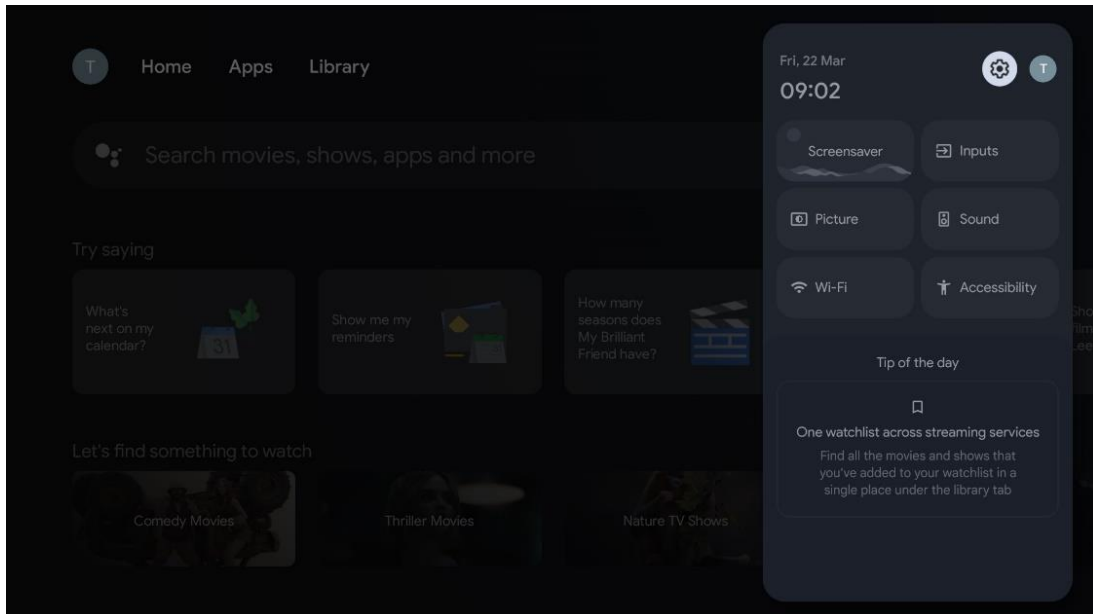 T
Home
Apps
Library
Search movies, shows, apps and more
Try saying
What's
next on my
calendar?
31
Show me my
reminders
How many
seasons does
My Brilliant
Friend have?
Let's find something to watch
Comedy Movies
Thriller Movies
Nature TV Shows
Fri, 22 Mar
09:02
T
Screensaver
Inputs
Picture
Sound
Wi-Fi
Accessibility
Tip of the day
One watchlist across streaming services
Find all the movies and shows that
you've added to your watchlist in a
single place under the library tab